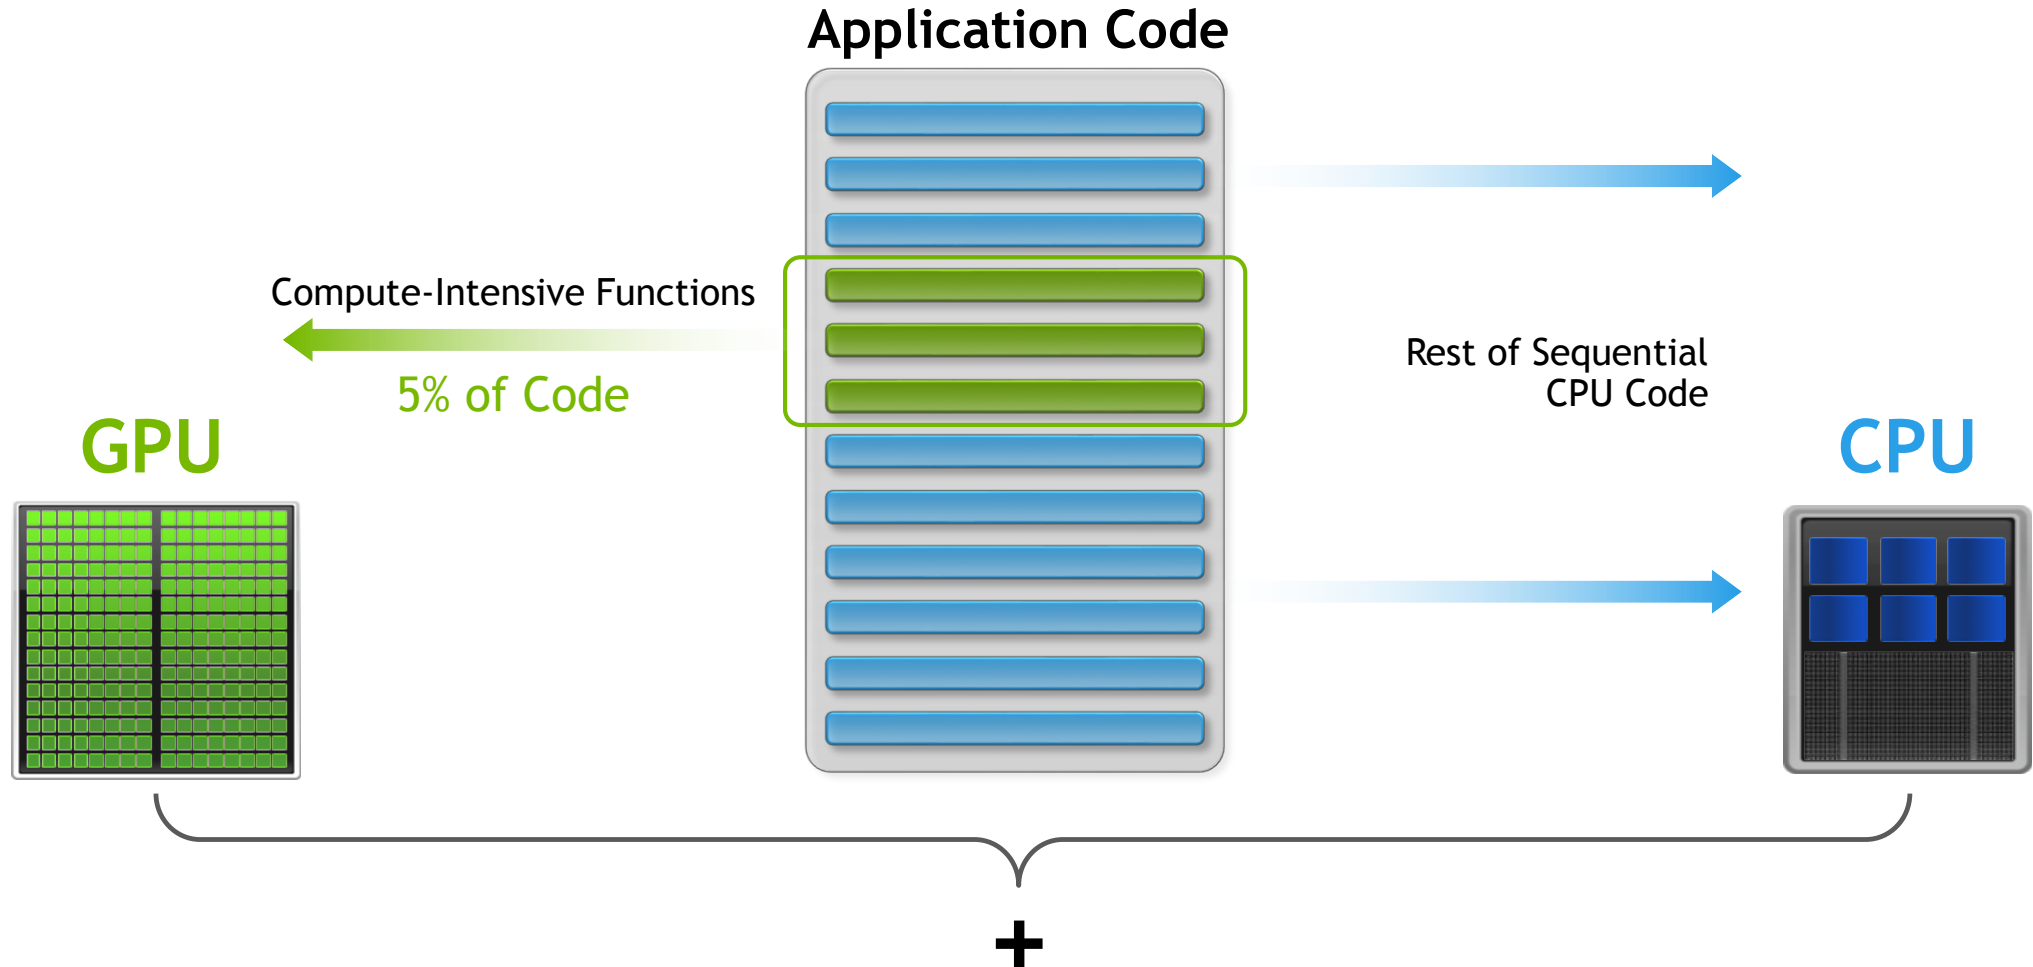 Application Code
Compute-Intensive Functions
5% of Code
GPU
Rest of Sequential
CPU Code
CPU
+